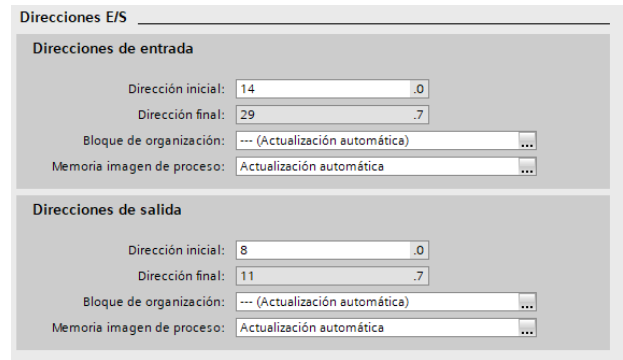 Direcciones E/S
Direcciones de entrada
Dirección inicial: 14 .0
Dirección final: 29 .7
Bloque de organización: --- (Actualización automática) ...
Memoria imagen de proceso: Actualización automática ...
Direcciones de salida
Dirección inicial: 8 .0
Dirección final: 11 .7
Bloque de organización: --- (Actualización automática) ...
Memoria imagen de proceso: Actualización automática ...